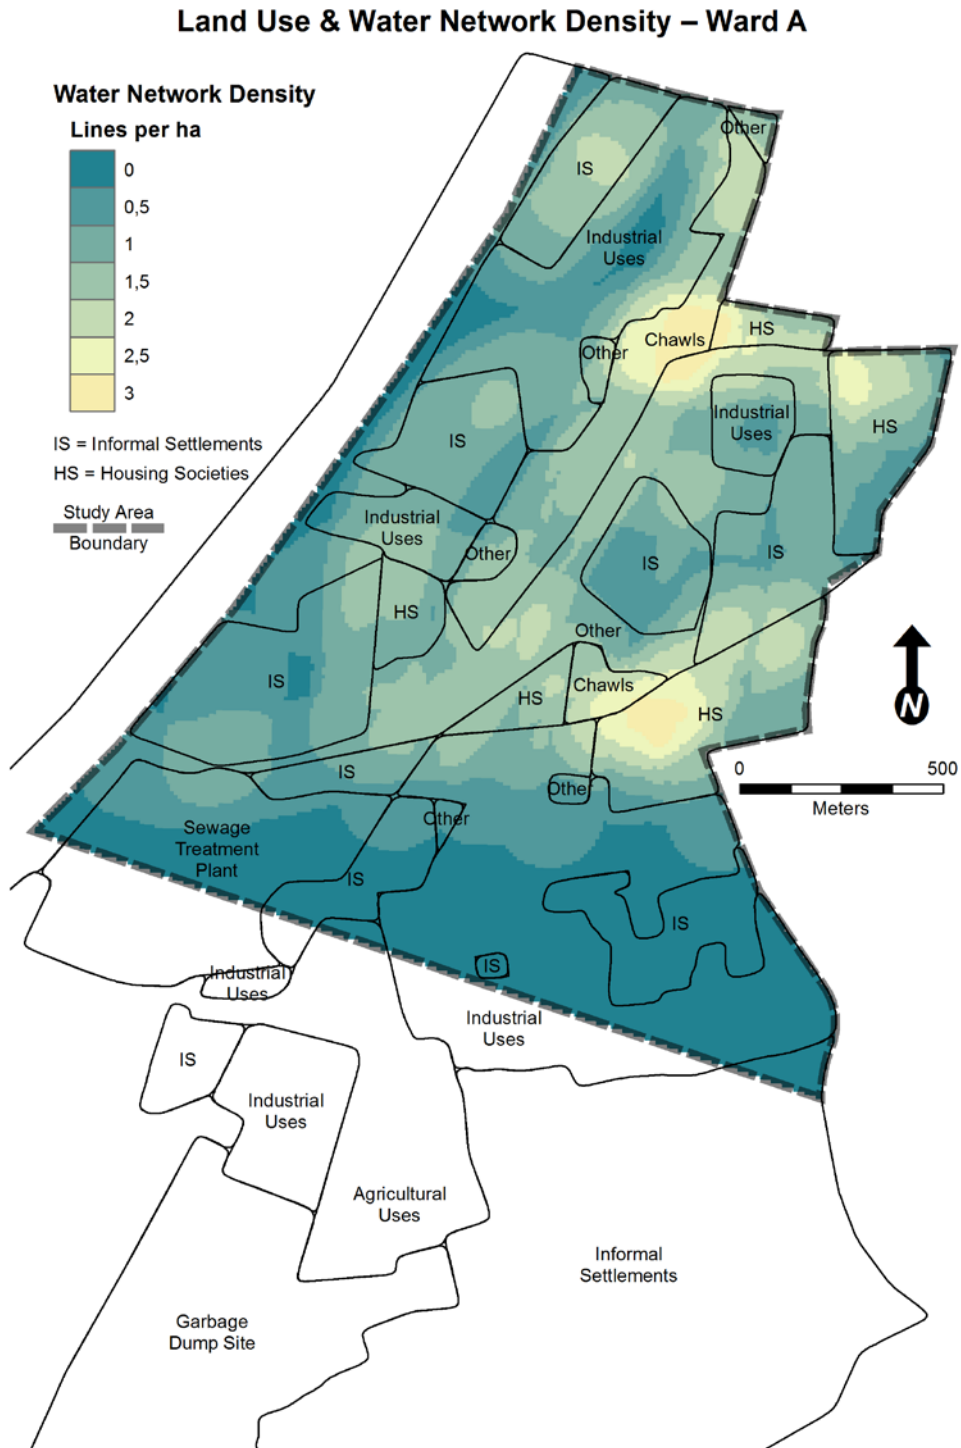 Land Use & Water Network Density – Ward A
Water Network Density
Lines per ha
0
0,5
1
1,5
2
2,5
3
IS = Informal Settlements
HS = Housing Societies
Study Area
Boundary
Other
IS
Industrial
Uses
HS
Chawls
Other
Industrial
Uses
HS
IS
Industrial
Uses
Other
IS
IS
HS
Other
IS
Chawls
HS
HS
N
0
500
Meters
IS
Other
Other
Sewage
Treatment
Plant
IS
IS
IS
Industrial
Uses
Industrial
Uses
IS
Industrial
Uses
Agricultural
Uses
Informal
Settlements
Garbage
Dump Site